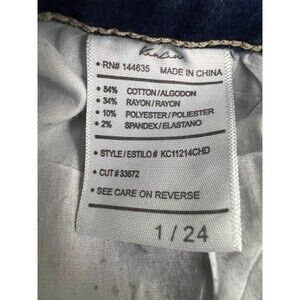 KanCan
• RN# 144635 MADE IN CHINA
• 54% COTTON/ALGODON
• 34% RAYON/RAYON
• 10% POLYESTER/POLIESTER
• 2% SPANDEX/ELASTANO
• STYLE/ESTILO # KC11214CHD
• CUT # 33672
• SEE CARE ON REVERSE
1 / 24